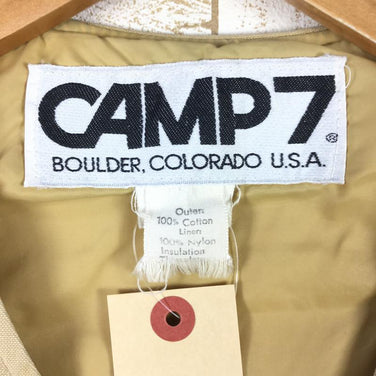 CAMP7®
BOULDER, COLORADO U.S.A.
Outer:
100% Cotton
Liner:
100% Nylon
Insulation